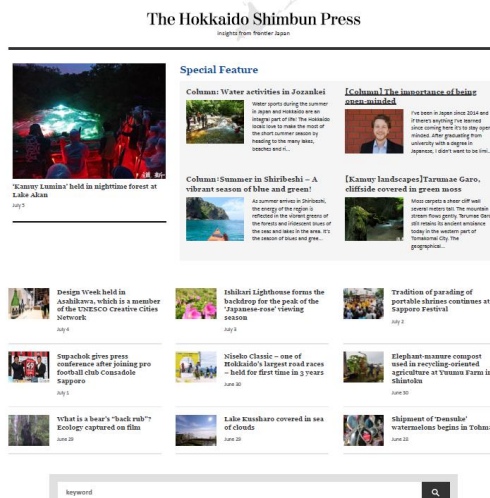 The Hokkaido Shimbun Press
insights from frontier Japan
Special Feature
'Kamuy Lumina' held in nighttime forest at
Lake Akan
July 5
Column: Water activities in Jozankei
Water sports during the summer
in Japan and Hokkaido are an
integral part of life! The Hokkaido
locals love to make the most of
the short summer season by
heading to the many lakes,
beaches and ri...
[Column] The importance of being
open-minded
I've been in Japan since 2014 and
if there's anything I've learned
since coming here it's to stay open
minded. After graduating from
university with a degree in
Japanese, I didn't want to be limi...
Column:Summer in Shiribeshi – A
vibrant season of blue and green!
As summer arrives in Shiribeshi,
the energy of the region is
reflected in the vibrant greens of
the forests and iridescent blues of
the seas and lakes in the area. It's
the season of blues and gree...
[Kamuy landscapes]Tarumae Garo,
cliffside covered in green moss
Moss carpets a sheer cliff wall
several meters tall. The mountain
stream flows gently. Tarumae Garo
still retains its ancient ambiance
today in the western part of
Tomakomai City. The
geographical...
Design Week held in
Asahikawa, which is a member
of the UNESCO Creative Cities
Network
July 4
Ishikari Lighthouse forms the
backdrop for the peak of the
'Japanese-rose' viewing
season
July 3
Tradition of parading of
portable shrines continues at
Sapporo Festival
July 2
Supachok gives press
conference after joining pro
football club Consadole
Sapporo
July 1
Niseko Classic – one of
Hokkaido's largest road races
– held for first time in 3 years
June 30
Elephant-manure compost
used in recycling-oriented
agriculture at Yuunu Farm in
Shintoku
June 30
What is a bear's "back rub"?
Ecology captured on film
June 29
Lake Kussharo covered in sea
of clouds
June 29
Shipment of 'Densuke'
watermelons begins in Tohma
June 28
keyword